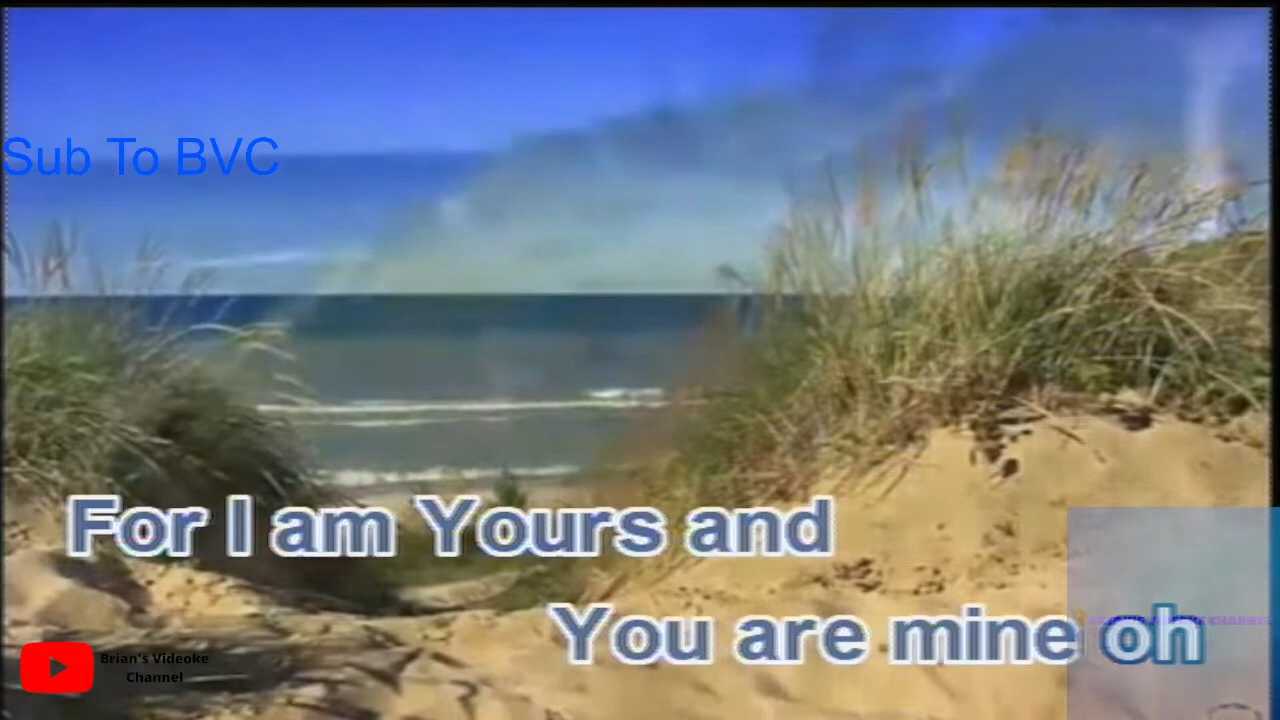 Sub To BVC
For I am Yours and
You are mine oh
Brian's Videoke
Channel